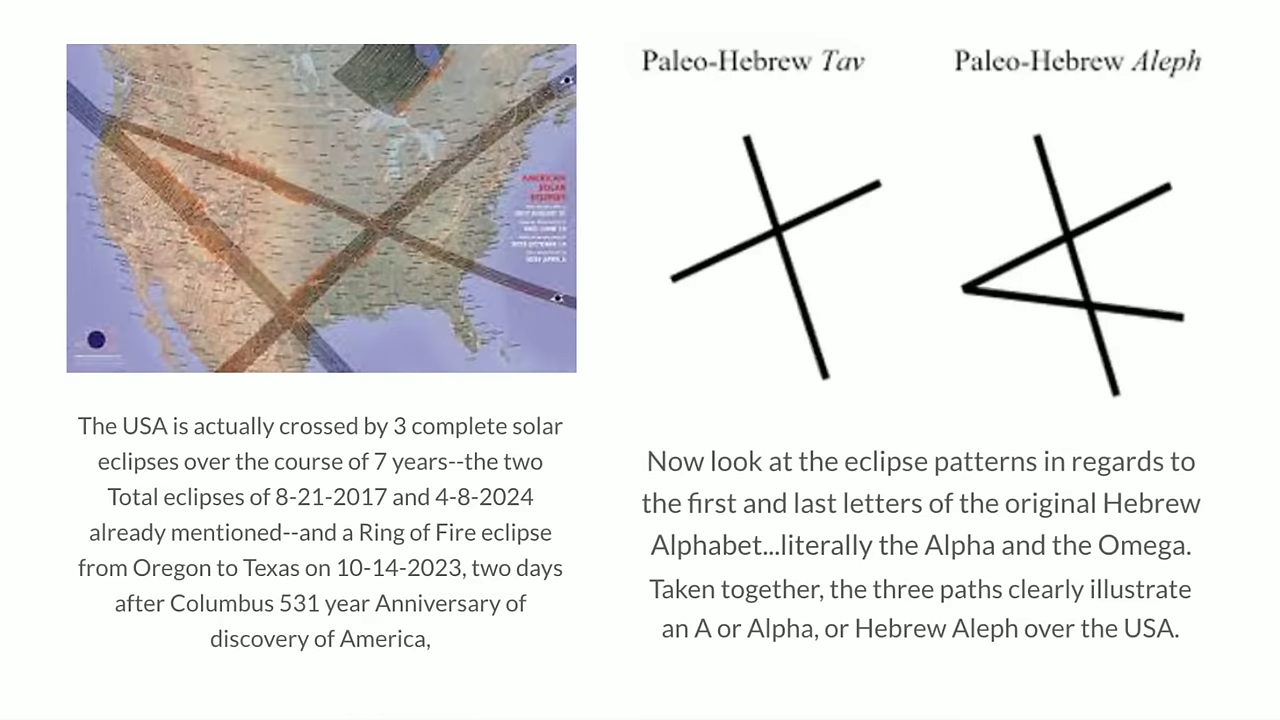 Paleo-Hebrew Tav
Paleo-Hebrew Aleph
AMERICAN
SOLAR
ECLIPSES
The USA is actually crossed by 3 complete solar
eclipses over the course of 7 years--the two
Total eclipses of 8-21-2017 and 4-8-2024
already mentioned--and a Ring of Fire eclipse
from Oregon to Texas on 10-14-2023, two days
after Columbus 531 year Anniversary of
discovery of America,
Now look at the eclipse patterns in regards to
the first and last letters of the original Hebrew
Alphabet...literally the Alpha and the Omega.
Taken together, the three paths clearly illustrate
an A or Alpha, or Hebrew Aleph over the USA.